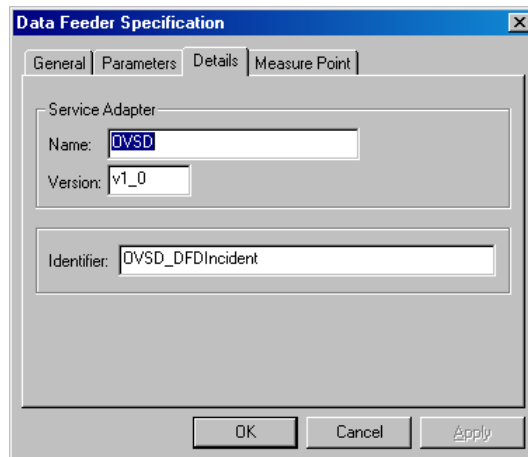 Data Feeder Specification
General Parameters Details Measure Point
Service Adapter
Name: OVSD
Version: v1_0
Identifier: OVSD_DFDIncident
OK Cancel Apply